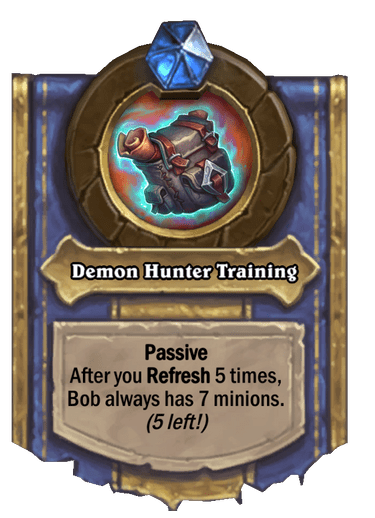 Demon Hunter Training
Passive
After you Refresh 5 times,
Bob always has 7 minions.
(5 left!)